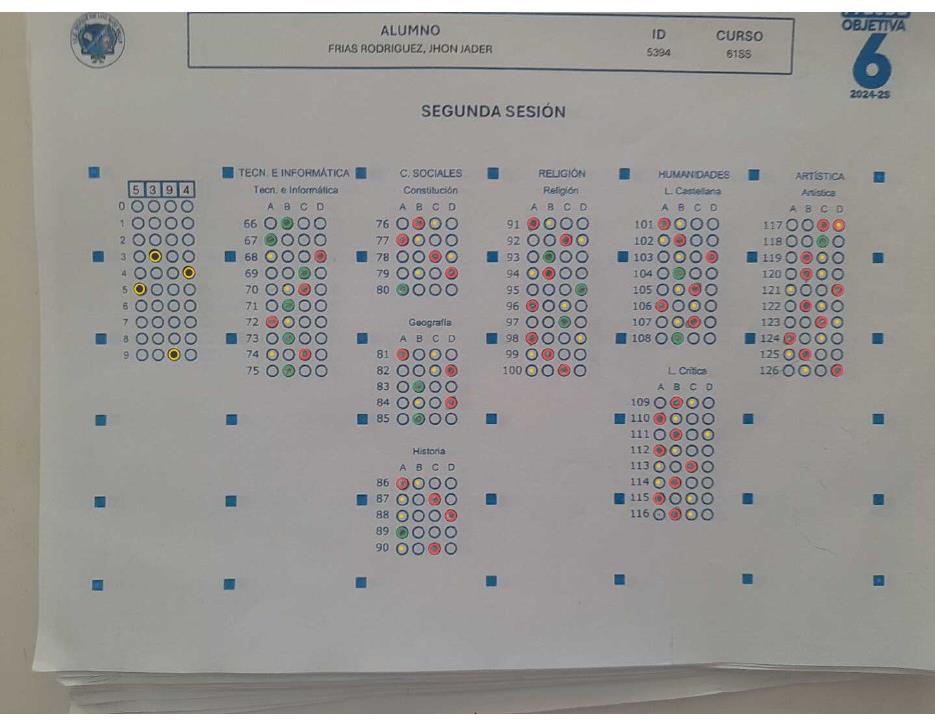 ALUMNO
FRIAS RODRIGUEZ, JHON JADER
ID
5394
CURSO
61SS
OBJETIVA
6
2024-25
SEGUNDA SESIÓN
5 3 9 4
0
1
2
3
4
5
6
7
8
9
TECN. E INFORMÁTICA
Tecn. e Informática
A B C D
66
67
68
69
70
71
72
73
74
75
C. SOCIALES
Constitución
A B C D
76
77
78
79
80
Geografía
A B C D
81
82
83
84
85
Historia
A B C D
86
87
88
89
90
RELIGIÓN
Religión
A B C D
91
92
93
94
95
96
97
98
99
100
HUMANIDADES
L. Castellana
A B C D
101
102
103
104
105
106
107
108
L. Crítica
A B C D
109
110
111
112
113
114
115
116
ARTÍSTICA
Artística
A B C D
117
118
119
120
121
122
123
124
125
126